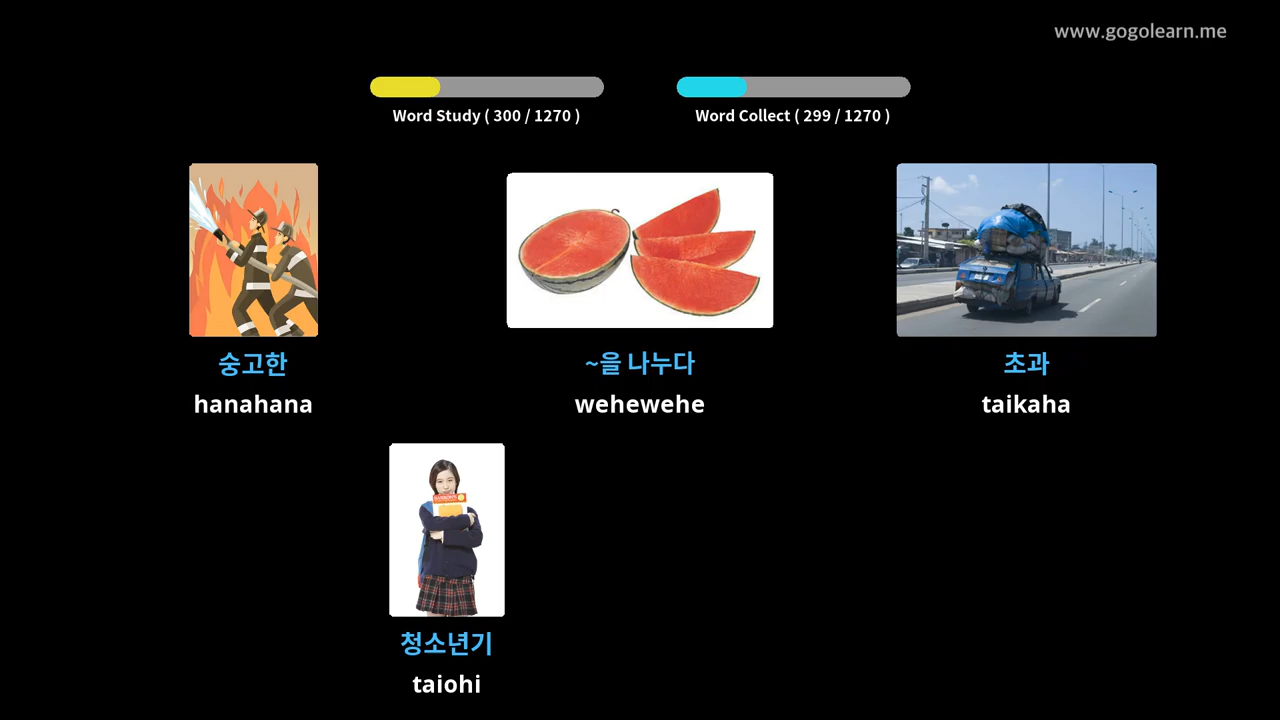 www.gogolearn.me
Word Study ( 300 / 1270 )
Word Collect ( 299 / 1270 )
숭고한
~을 나누다
초과
hanahana
wehewehe
taikaha
청소년기
taiohi